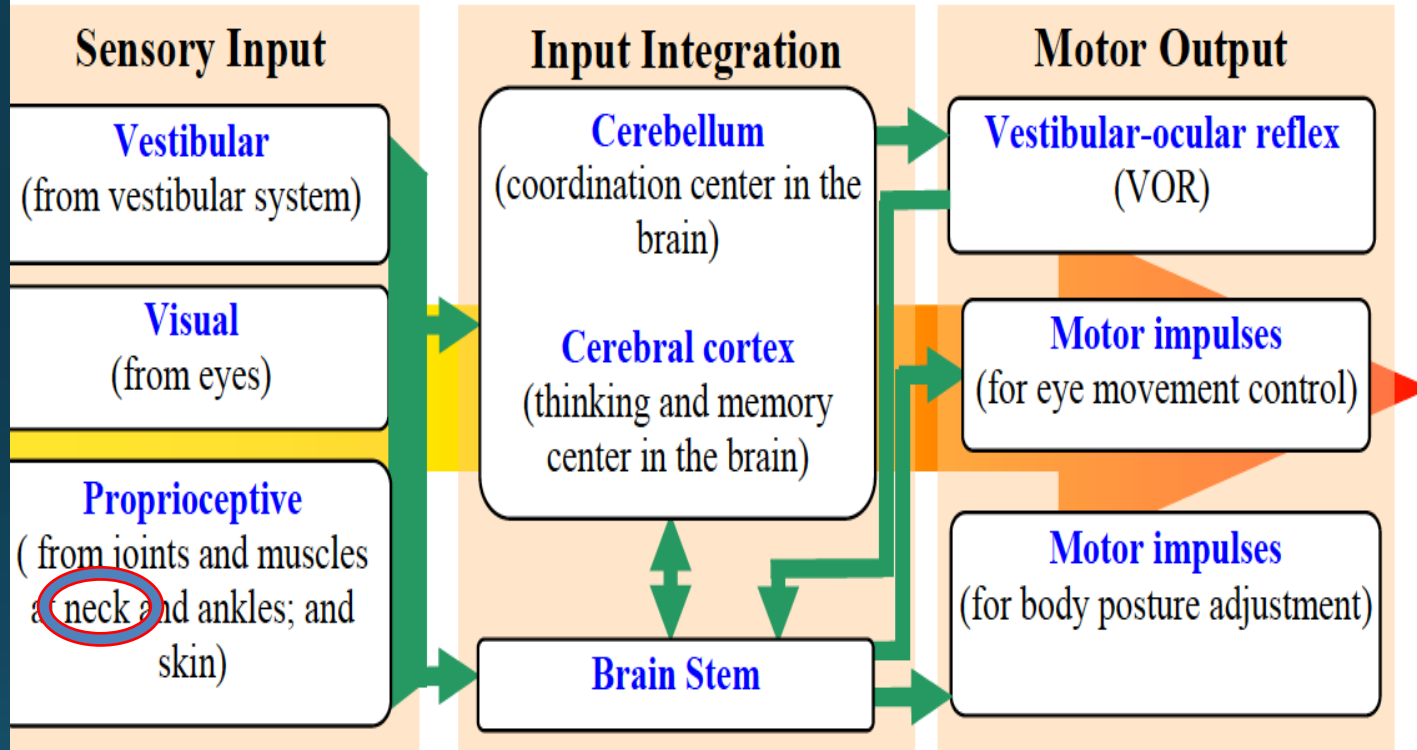 Sensory Input
Vestibular
(from vestibular system)
Visual
(from eyes)
Proprioceptive
( from joints and muscles
at neck and ankles; and
skin)
Input Integration
Cerebellum
(coordination center in the
brain)
Cerebral cortex
(thinking and memory
center in the brain)
Brain Stem
Motor Output
Vestibular-ocular reflex
(VOR)
Motor impulses
(for eye movement control)
Motor impulses
(for body posture adjustment)